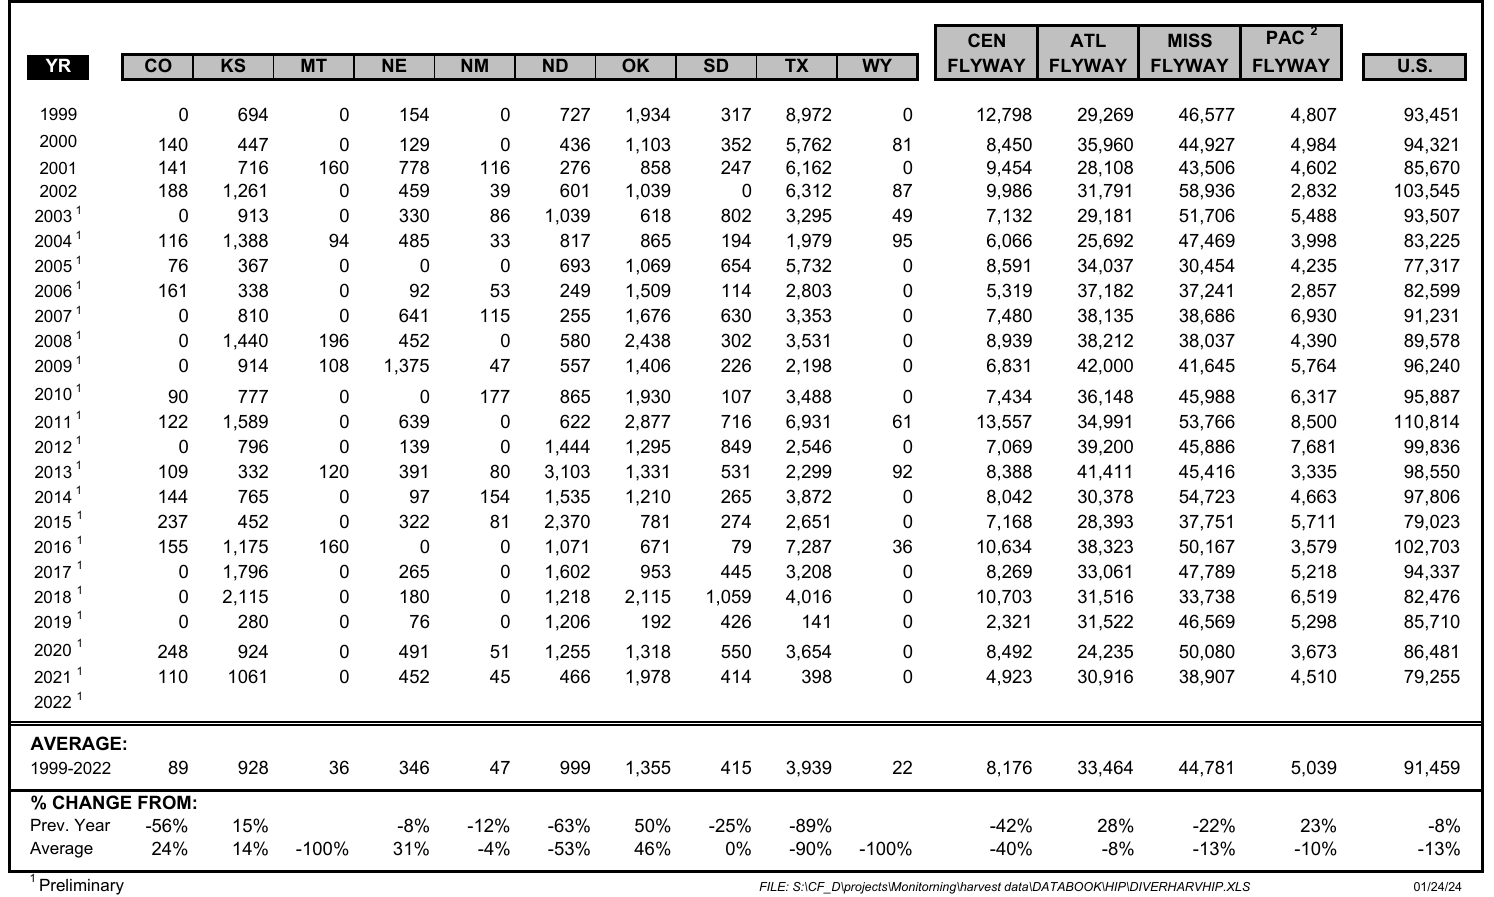 CEN ATL MISS PAC 2
YR CO KS MT NE NM ND OK SD TX WY FLYWAY FLYWAY FLYWAY FLYWAY U.S.
1999 0 694 0 154 0 727 1,934 317 8,972 0 12,798 29,269 46,577 4,807 93,451
2000 140 447 0 129 0 436 1,103 352 5,762 81 8,450 35,960 44,927 4,984 94,321
2001 141 716 160 778 116 276 858 247 6,162 0 9,454 28,108 43,506 4,602 85,670
2002 188 1,261 0 459 39 601 1,039 0 6,312 87 9,986 31,791 58,936 2,832 103,545
2003 1 0 913 0 330 86 1,039 618 802 3,295 49 7,132 29,181 51,706 5,488 93,507
2004 1 116 1,388 94 485 33 817 865 194 1,979 95 6,066 25,692 47,469 3,998 83,225
2005 1 76 367 0 0 0 693 1,069 654 5,732 0 8,591 34,037 30,454 4,235 77,317
2006 1 161 338 0 92 53 249 1,509 114 2,803 0 5,319 37,182 37,241 2,857 82,599
2007 1 0 810 0 641 115 255 1,676 630 3,353 0 7,480 38,135 38,686 6,930 91,231
2008 1 0 1,440 196 452 0 580 2,438 302 3,531 0 8,939 38,212 38,037 4,390 89,578
2009 1 0 914 108 1,375 47 557 1,406 226 2,198 0 6,831 42,000 41,645 5,764 96,240
2010 1 90 777 0 0 177 865 1,930 107 3,488 0 7,434 36,148 45,988 6,317 95,887
2011 1 122 1,589 0 639 0 622 2,877 716 6,931 61 13,557 34,991 53,766 8,500 110,814
2012 1 0 796 0 139 0 1,444 1,295 849 2,546 0 7,069 39,200 45,886 7,681 99,836
2013 1 109 332 120 391 80 3,103 1,331 531 2,299 92 8,388 41,411 45,416 3,335 98,550
2014 1 144 765 0 97 154 1,535 1,210 265 3,872 0 8,042 30,378 54,723 4,663 97,806
2015 1 237 452 0 322 81 2,370 781 274 2,651 0 7,168 28,393 37,751 5,711 79,023
2016 1 155 1,175 160 0 0 1,071 671 79 7,287 36 10,634 38,323 50,167 3,579 102,703
2017 1 0 1,796 0 265 0 1,602 953 445 3,208 0 8,269 33,061 47,789 5,218 94,337
2018 1 0 2,115 0 180 0 1,218 2,115 1,059 4,016 0 10,703 31,516 33,738 6,519 82,476
2019 1 0 280 0 76 0 1,206 192 426 141 0 2,321 31,522 46,569 5,298 85,710
2020 1 248 924 0 491 51 1,255 1,318 550 3,654 0 8,492 24,235 50,080 3,673 86,481
2021 1 110 1061 0 452 45 466 1,978 414 398 0 4,923 30,916 38,907 4,510 79,255
2022 1
AVERAGE:
1999-2022 89 928 36 346 47 999 1,355 415 3,939 22 8,176 33,464 44,781 5,039 91,459
% CHANGE FROM:
Prev. Year -56% 15% -8% -12% -63% 50% -25% -89% -42% 28% -22% 23% -8%
Average 24% 14% -100% 31% -4% -53% 46% 0% -90% -100% -40% -8% -13% -10% -13%
1 Preliminary FILE: S:\CF_D\projects\Monitorning\harvest data\DATABOOK\HIP\DIVERHARVHIP.XLS 01/24/24